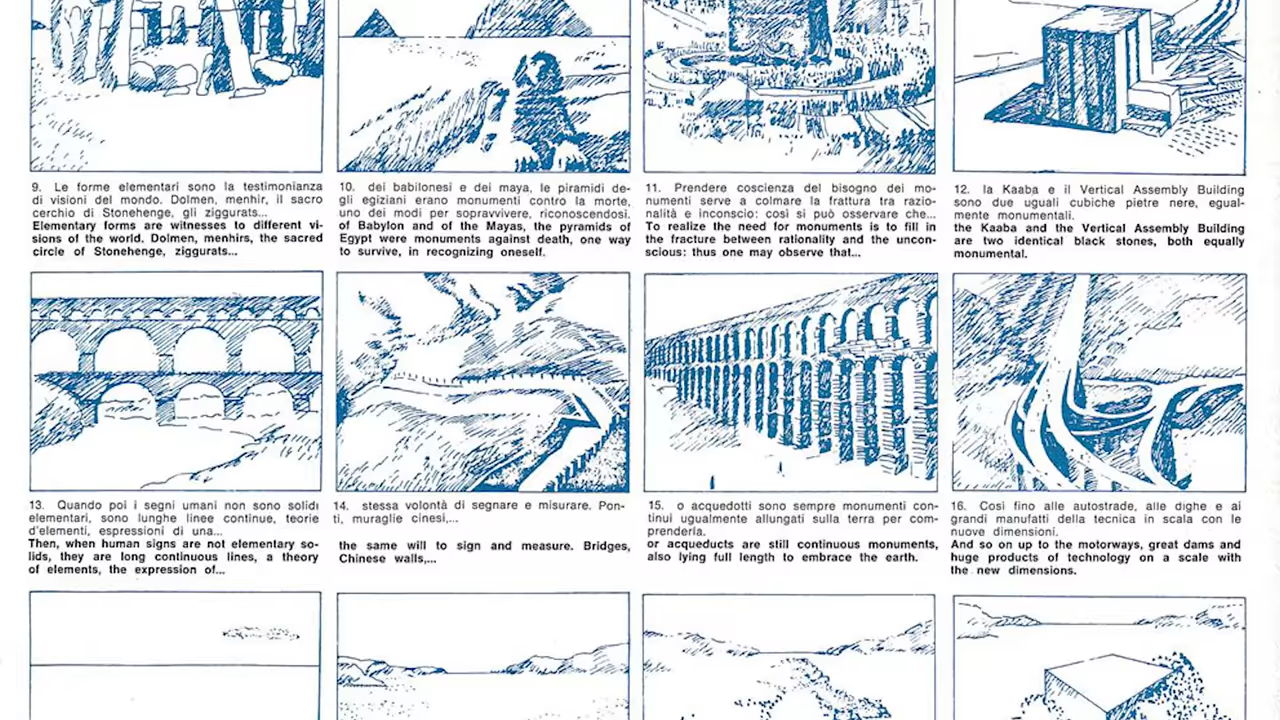 9. Le forme elementari sono la testimonianza
di visioni del mondo. Dolmen, menhir, il sacro
cerchio di Stonehenge, gli ziggurats...
Elementary forms are witnesses to different vi-
sions of the world. Dolmen, menhirs, the sacred
circle of Stonehenge, ziggurats...
10. dei babilonesi e dei maya, le piramidi de-
gli egiziani erano monumenti contro la morte,
uno dei modi per sopravvivere, riconoscendosi.
of Babylon and of the Mayas, the pyramids of
Egypt were monuments against death, one way
to survive, in recognizing oneself.
11. Prendere coscienza del bisogno dei mo-
numenti serve a colmare la frattura tra razio-
nalità e inconscio: così si può osservare che...
To realize the need for monuments is to fill in
the fracture between rationality and the uncon-
scious: thus one may observe that...
12. la Kaaba e il Vertical Assembly Building
sono due uguali cubiche pietre nere, egual-
mente monumentali.
the Kaaba and the Vertical Assembly Building
are two identical black stones, both equally
monumental.
13. Quando poi i segni umani non sono solidi
elementari, sono lunghe linee continue, teorie
d'elementi, espressioni di una...
Then, when human signs are not elementary so-
lids, they are long continuous lines, a theory
of elements, the expression of...
14. stessa volontà di segnare e misurare. Pon-
ti, muraglie cinesi,...
the same will to sign and measure. Bridges,
Chinese walls,...
15. o acquedotti sono sempre monumenti con-
tinui ugualmente allungati sulla terra per com-
prenderla.
or acqueducts are still continuous monuments,
also lying full length to embrace the earth.
16. Così fino alle autostrade, alle dighe e ai
grandi manufatti della tecnica in scala con le
nuove dimensioni.
And so on up to the motorways, great dams and
huge products of technology on a scale with
the new dimensions.